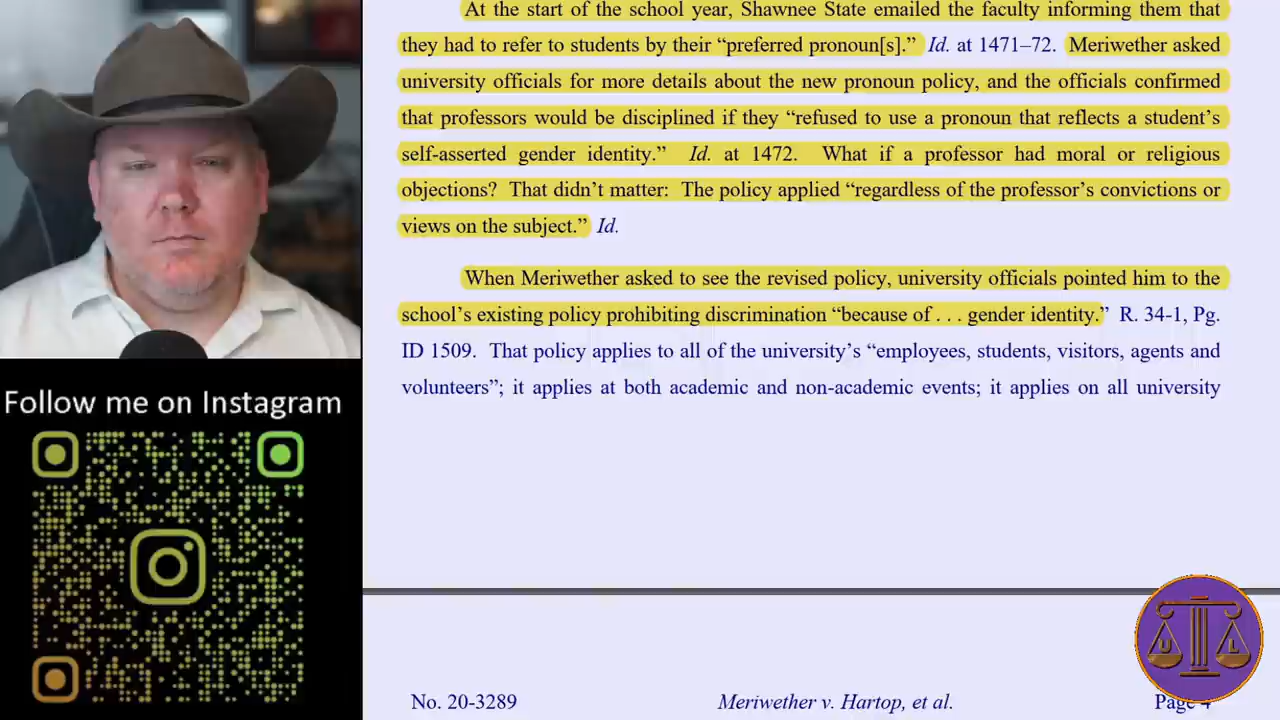 At the start of the school year, Shawnee State emailed the faculty informing them that
they had to refer to students by their “preferred pronoun[s].” Id. at 1471–72. Meriwether asked
university officials for more details about the new pronoun policy, and the officials confirmed
that professors would be disciplined if they “refused to use a pronoun that reflects a student’s
self-asserted gender identity.” Id. at 1472. What if a professor had moral or religious
objections? That didn’t matter: The policy applied “regardless of the professor’s convictions or
views on the subject.” Id.
When Meriwether asked to see the revised policy, university officials pointed him to the
school’s existing policy prohibiting discrimination “because of . . . gender identity.” R. 34-1, Pg.
ID 1509. That policy applies to all of the university’s “employees, students, visitors, agents and
volunteers”; it applies at both academic and non-academic events; it applies on all university
Follow me on Instagram
No. 20-3289
Meriwether v. Hartop, et al.
Page 4
U L